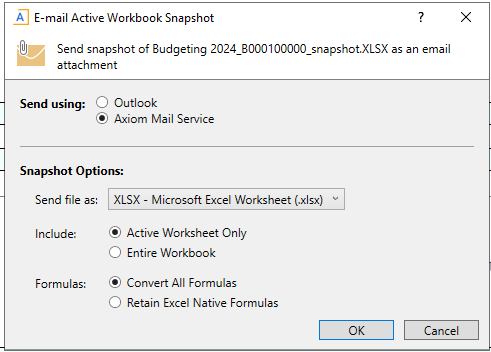 E-mail Active Workbook Snapshot
Send snapshot of Budgeting 2024_B000100000_snapshot.XLSX as an email
attachment
Send using:
Outlook
Axiom Mail Service
Snapshot Options:
Send file as: XLSX - Microsoft Excel Worksheet (.xlsx)
Include: Active Worksheet Only
Entire Workbook
Formulas: Convert All Formulas
Retain Excel Native Formulas
OK Cancel